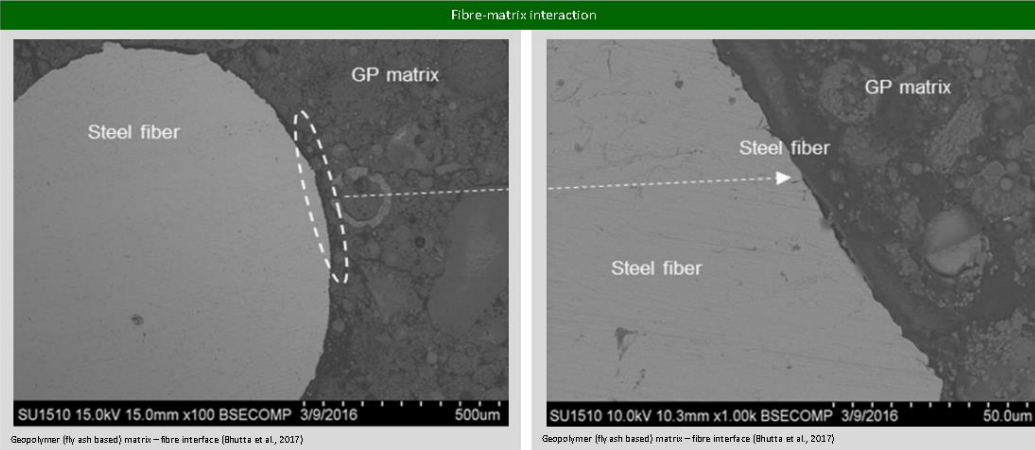 Fibre-matrix interaction
GP matrix
Steel fiber
SU1510 15.0kV 15.0mm x100 BSECOMP 3/9/2016 500um
Geopolymer (fly ash based) matrix – fibre interface (Bhutta et al., 2017)
GP matrix
Steel fiber
Steel fiber
SU1510 10.0kV 10.3mm x1.00k BSECOMP 3/9/2016 50.0um
Geopolymer (fly ash based) matrix – fibre interface (Bhutta et al., 2017)